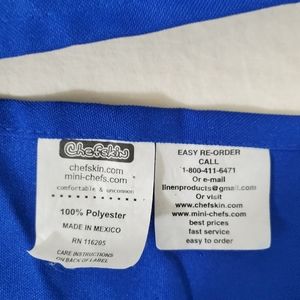 Chefskin
chefskin.com
mini-chefs.com
comfortable & uncommon
100% Polyester
MADE IN MEXICO
RN 116205
CARE INSTRUCTIONS
ON BACK OF LABEL
EASY RE-ORDER
CALL
1-800-411-6471
Or e-mail
linenproducts@gmail.com
Or visit
www.chefskin.com
www.mini-chefs.com
best prices
fast service
easy to order